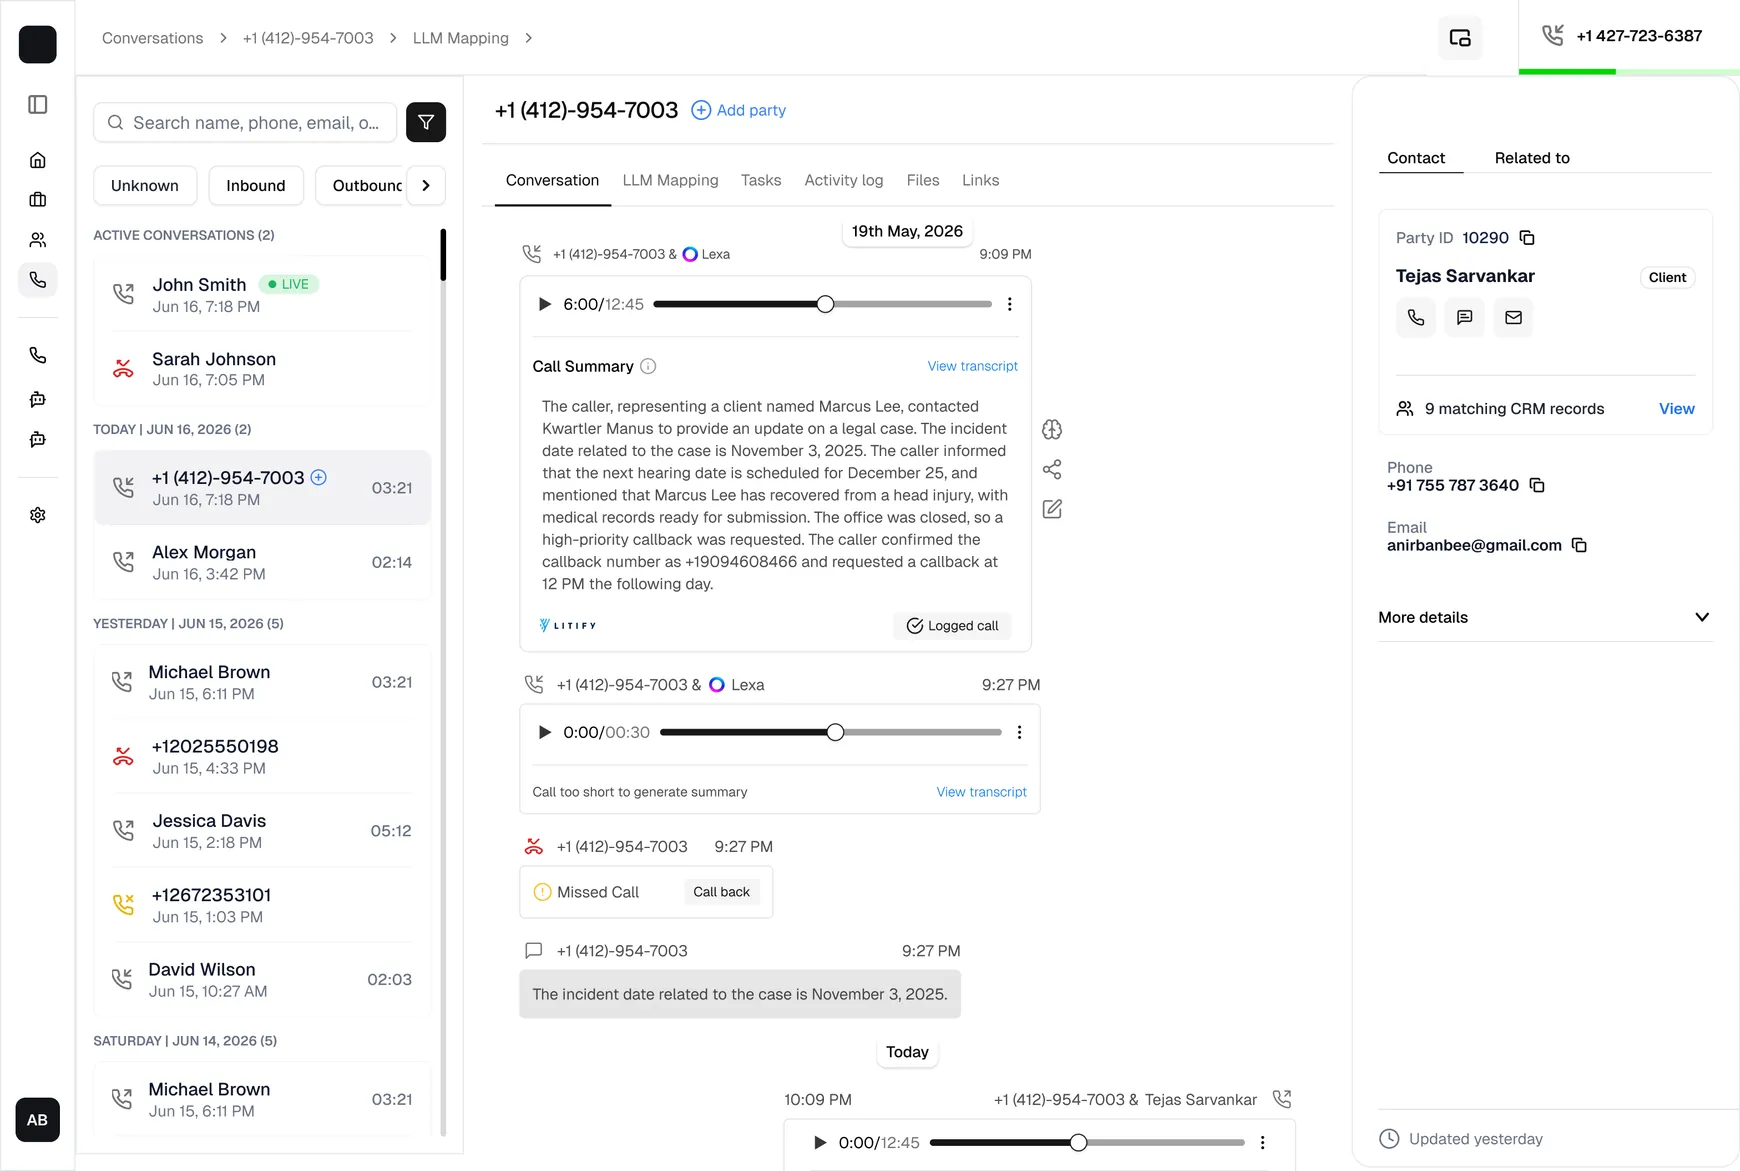 Conversations
+1 (412)-954-7003
LLM Mapping
+1 427-723-6387
Search name, phone, email, o...
Unknown
Inbound
Outbounc
ACTIVE CONVERSATIONS (2)
John Smith
LIVE
Jun 16, 7:18 PM
Sarah Johnson
Jun 16, 7:05 PM
TODAY | JUN 16, 2026 (2)
+1 (412)-954-7003
03:21
Jun 16, 7:18 PM
Alex Morgan
02:14
Jun 16, 3:42 PM
YESTERDAY | JUN 15, 2026 (5)
Michael Brown
03:21
Jun 15, 6:11 PM
+12025550198
Jun 15, 4:33 PM
Jessica Davis
05:12
Jun 15, 2:18 PM
+12672353101
Jun 15, 1:03 PM
David Wilson
02:03
Jun 15, 10:27 AM
SATURDAY | JUN 14, 2026 (5)
Michael Brown
03:21
Jun 15, 6:11 PM
AB
+1 (412)-954-7003
Add party
Conversation
LLM Mapping
Tasks
Activity log
Files
Links
19th May, 2026
+1 (412)-954-7003 & Lexa
9:09 PM
6:00/12:45
Call Summary
View transcript
The caller, representing a client named Marcus Lee, contacted
Kwartler Manus to provide an update on a legal case. The incident
date related to the case is November 3, 2025. The caller informed
that the next hearing date is scheduled for December 25, and
mentioned that Marcus Lee has recovered from a head injury, with
medical records ready for submission. The office was closed, so a
high-priority callback was requested. The caller confirmed the
callback number as +19094608466 and requested a callback at
12 PM the following day.
LITIFY
Logged call
+1 (412)-954-7003 & Lexa
9:27 PM
0:00/00:30
Call too short to generate summary
View transcript
+1 (412)-954-7003
9:27 PM
Missed Call
Call back
+1 (412)-954-7003
9:27 PM
The incident date related to the case is November 3, 2025.
Today
10:09 PM
+1 (412)-954-7003 & Tejas Sarvankar
0:00/12:45
Contact
Related to
Party ID 10290
Tejas Sarvankar
Client
9 matching CRM records
View
Phone
+91 755 787 3640
Email
anirbanbee@gmail.com
More details
Updated yesterday